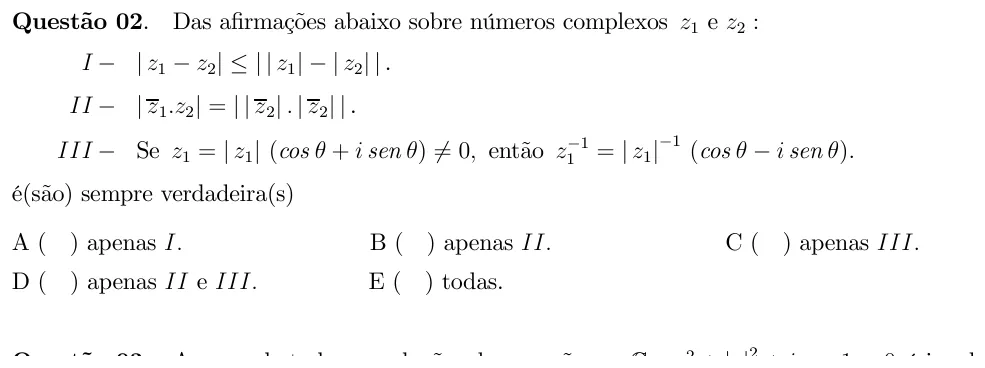 Questão 02. Das afirmações abaixo sobre números complexos z₁ e z₂ :
I − | z₁ − z₂| ≤ | | z₁| − | z₂| | .
II − | z̅₁.z₂| = | | z̅₂| . | z̅₂| | .
III − Se z₁ = | z₁| (cos θ + i sen θ) ≠ 0, então z₁⁻¹ = | z₁|⁻¹ (cos θ − i sen θ).
é(são) sempre verdadeira(s)
A ( ) apenas I. B ( ) apenas II. C ( ) apenas III.
D ( ) apenas II e III. E ( ) todas.